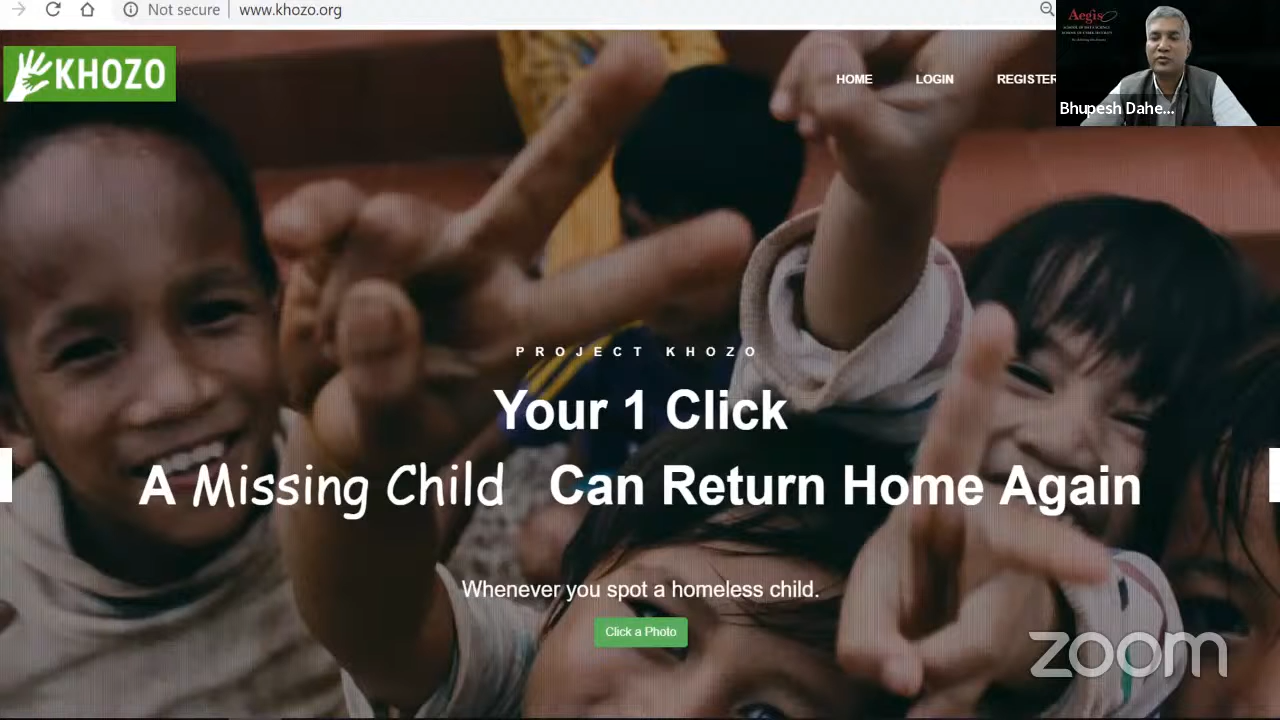 Not secure www.khozo.org
KHOZO
HOME LOGIN REGISTER
Aegis
Bhupesh Dahe...
PROJECT KHOZO
Your 1 Click
A Missing Child Can Return Home Again
Whenever you spot a homeless child.
Click a Photo
zoom